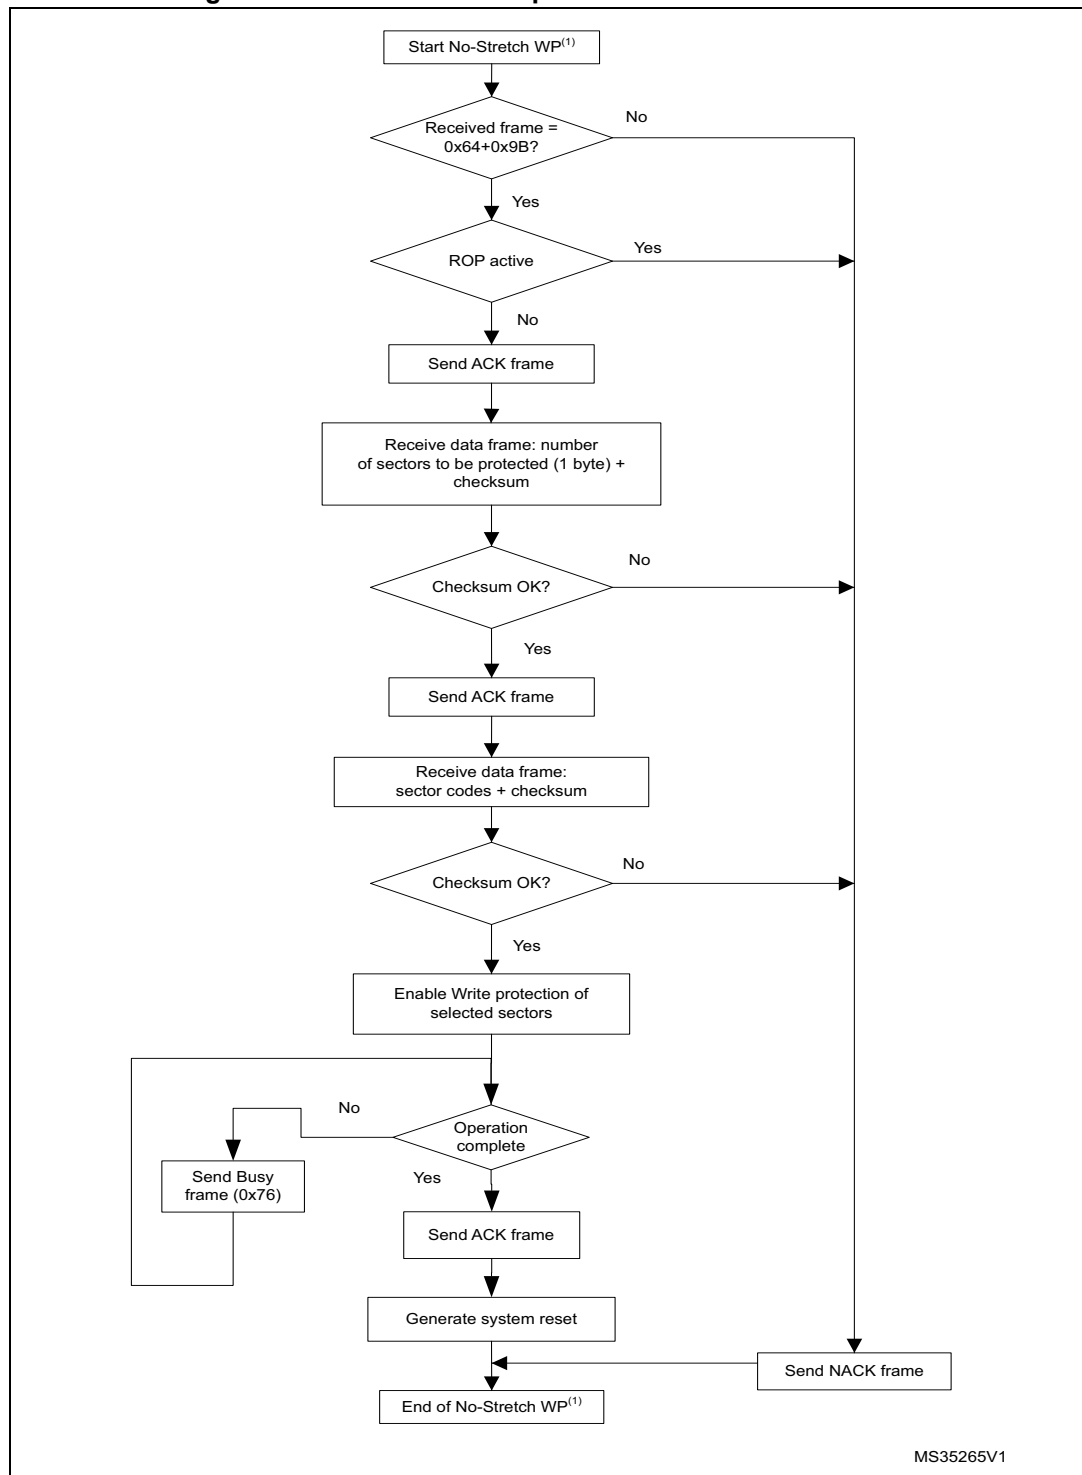 Start No-Stretch WP(1)
Received frame =
0x64+0x9B?
No
Yes
ROP active
Yes
No
Send ACK frame
Receive data frame: number
of sectors to be protected (1 byte) +
checksum
Checksum OK?
No
Yes
Send ACK frame
Receive data frame:
sector codes + checksum
Checksum OK?
No
Yes
Enable Write protection of
selected sectors
No
Operation
complete
Send Busy
frame (0x76)
Yes
Send ACK frame
Generate system reset
Send NACK frame
End of No-Stretch WP(1)
MS35265V1